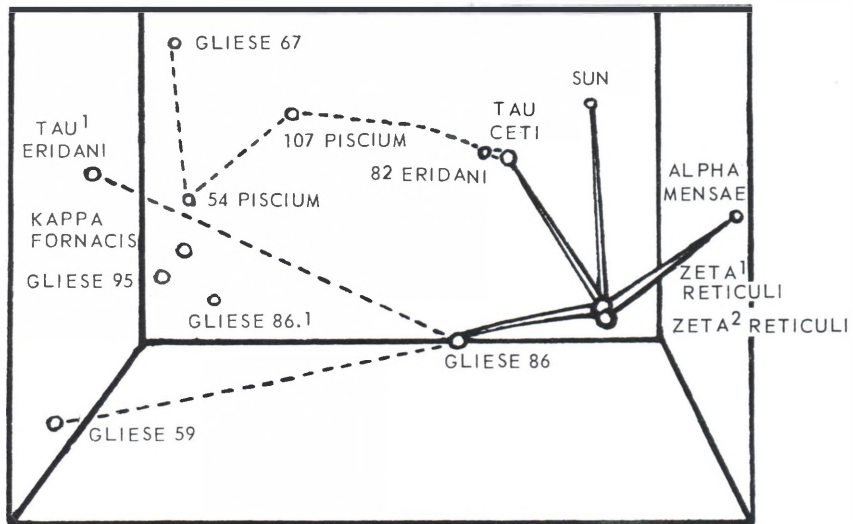 GLIESE 67
SUN
TAU
CETI
TAU¹
ERIDANI
107 PISCIUM
82 ERIDANI
ALPHA
MENSAE
54 PISCIUM
KAPPA
FORNACIS
GLIESE 95
ZETA¹
RETICULI
GLIESE 86.1
ZETA² RETICULI
GLIESE 86
GLIESE 59